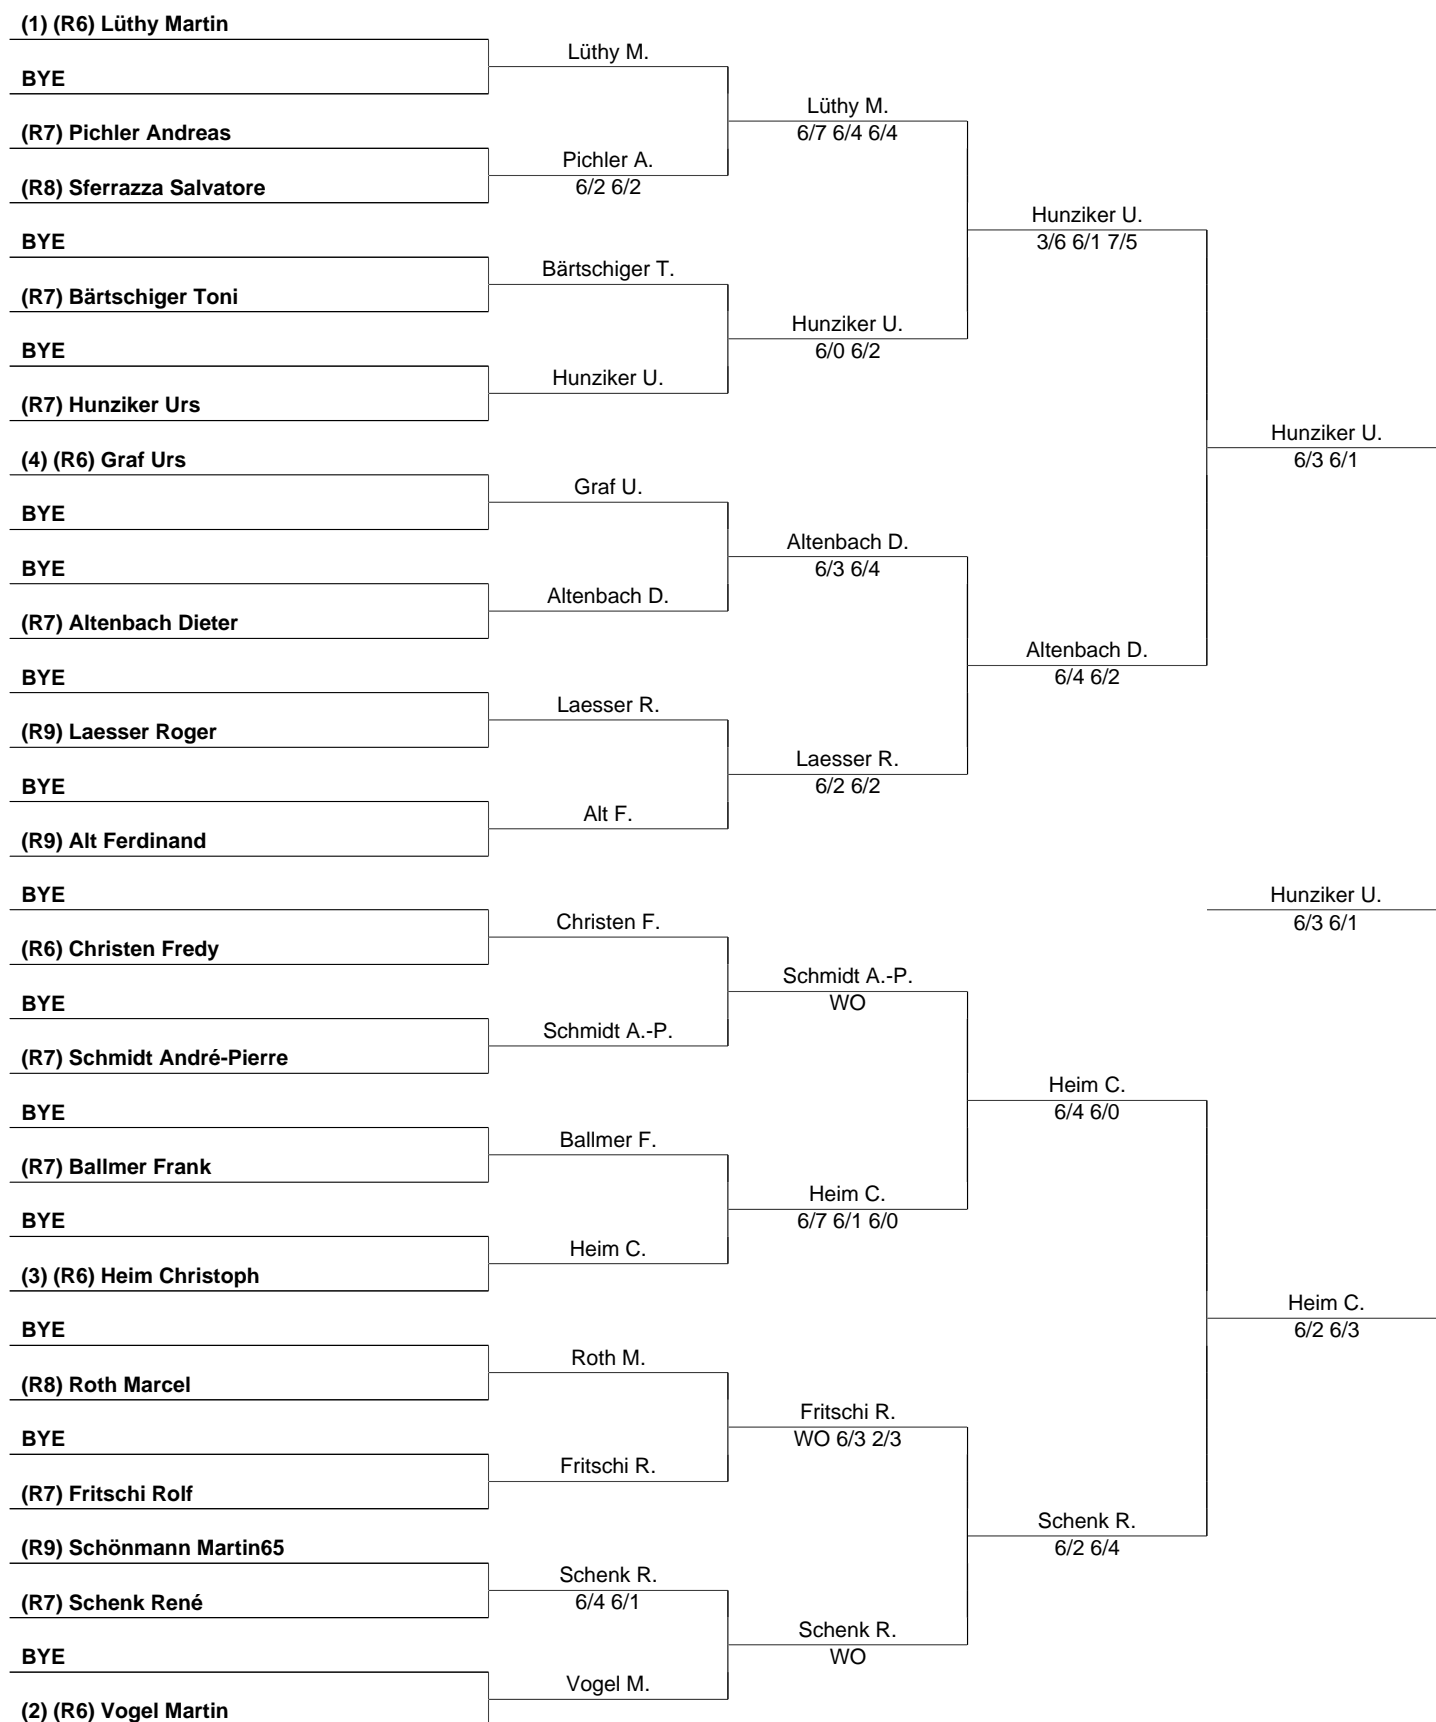 (1) (R6) Lüthy Martin
BYE
(R7) Pichler Andreas
(R8) Sferrazza Salvatore
BYE
(R7) Bärtschiger Toni
BYE
(R7) Hunziker Urs
(4) (R6) Graf Urs
BYE
BYE
(R7) Altenbach Dieter
BYE
(R9) Laesser Roger
BYE
(R9) Alt Ferdinand
BYE
(R6) Christen Fredy
BYE
(R7) Schmidt André-Pierre
BYE
(R7) Ballmer Frank
BYE
(3) (R6) Heim Christoph
BYE
(R8) Roth Marcel
BYE
(R7) Fritschi Rolf
(R9) Schönmann Martin65
(R7) Schenk René
BYE
(2) (R6) Vogel Martin
Lüthy M.
Pichler A.
6/2 6/2
Bärtschiger T.
Hunziker U.
Graf U.
Altenbach D.
Laesser R.
Alt F.
Christen F.
Schmidt A.-P.
Ballmer F.
Heim C.
Roth M.
Fritschi R.
Schenk R.
6/4 6/1
Vogel M.
Lüthy M.
6/7 6/4 6/4
Hunziker U.
6/0 6/2
Altenbach D.
6/3 6/4
Laesser R.
6/2 6/2
Schmidt A.-P.
WO
Heim C.
6/7 6/1 6/0
Fritschi R.
WO 6/3 2/3
Schenk R.
WO
Hunziker U.
3/6 6/1 7/5
Altenbach D.
6/4 6/2
Heim C.
6/4 6/0
Schenk R.
6/2 6/4
Hunziker U.
6/3 6/1
Hunziker U.
6/3 6/1
Heim C.
6/2 6/3